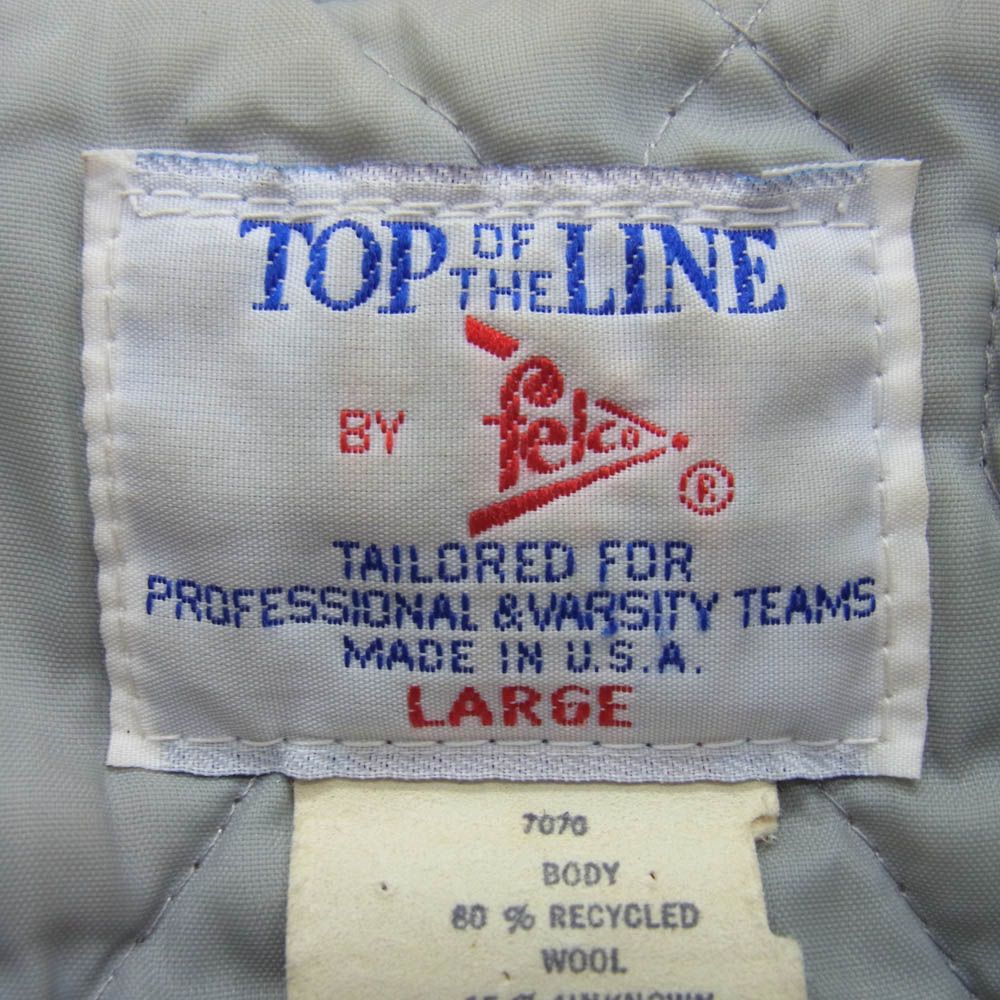 TOP OF THE LINE
BY felco ®
TAILORED FOR
PROFESSIONAL & VARSITY TEAMS
MADE IN U.S.A.
LARGE
7070
BODY
80 % RECYCLED
WOOL
% UNKNOWN